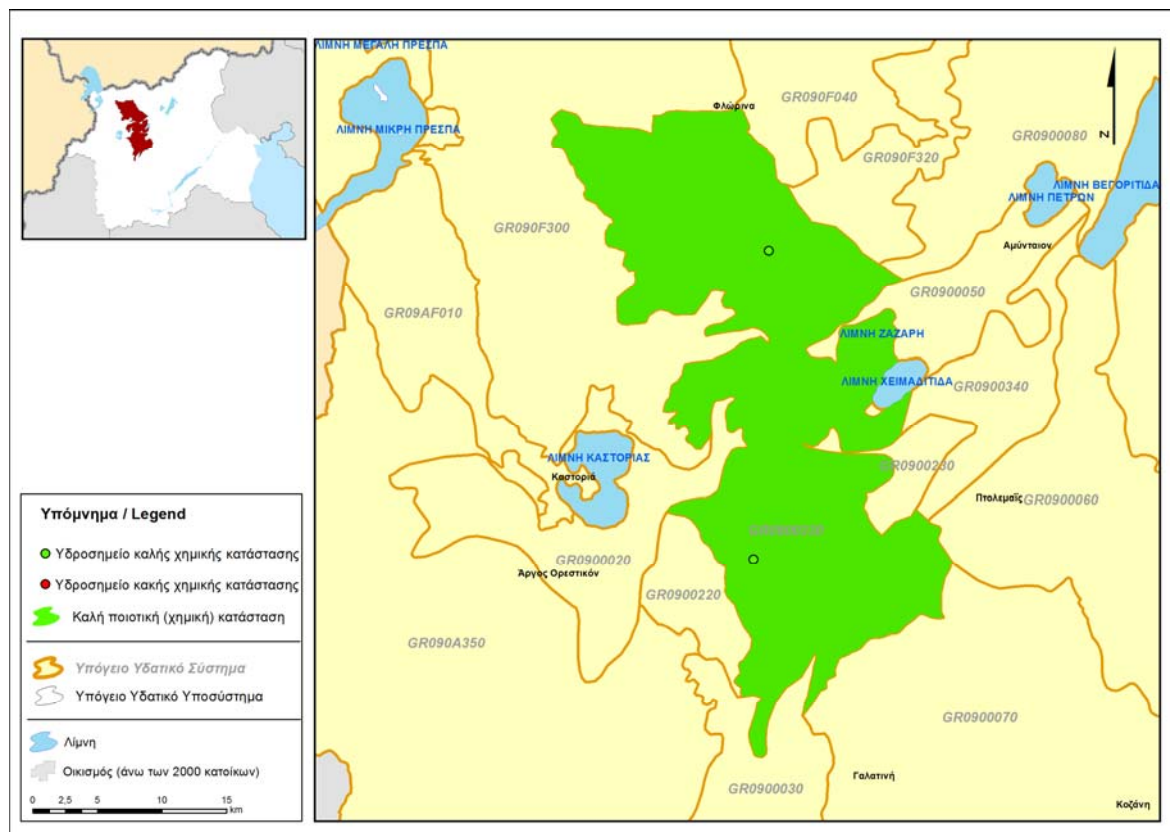 ΛΙΜΝΗ ΜΕΓΑΛΗ ΠΡΕΣΠΑ
ΛΙΜΝΗ ΜΙΚΡΗ ΠΡΕΣΠΑ
Φλώρινα
GR090F040
GR090F320
GR0900080
ΛΙΜΝΗ ΒΕΓΟΡΙΤΙΔΑ
ΛΙΜΝΗ ΠΕΤΡΩΝ
Αμύνταιον
N
GR090F300
GR09AF010
GR0900050
ΛΙΜΝΗ ΖΑΖΑΡΗ
ΛΙΜΝΗ ΧΕΙΜΑΔΙΤΙΔΑ
GR0900340
ΛΙΜΝΗ ΚΑΣΤΟΡΙΑΣ
Καστοριά
GR0900230
Πτολεμαΐς
GR0900060
GR0900020
Άργος Ορεστικόν
GR0900220
GR090A350
GR0900070
Γαλατινή
GR0900030
Κοζάνη
Υπόμνημα / Legend
Υδροσημείο καλής χημικής κατάστασης
Υδροσημείο κακής χημικής κατάστασης
Καλή ποιοτική (χημική) κατάσταση
Υπόγειο Υδατικό Σύστημα
Υπόγειο Υδατικό Υποσύστημα
Λίμνη
Οικισμός (άνω των 2000 κατοίκων)
0 2,5 5 10 15
km